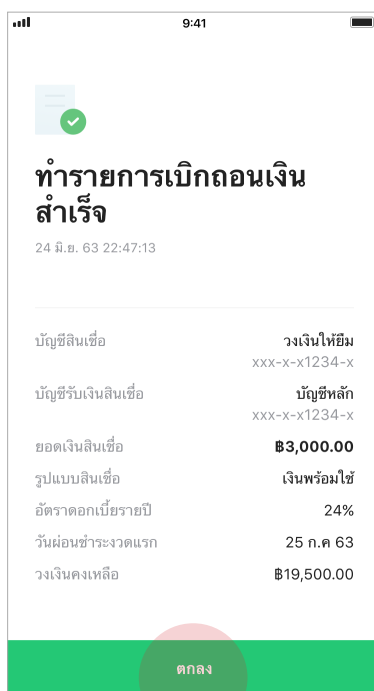 9:41
ทำรายการเบิกถอนเงิน
สำเร็จ
24 มิ.ย. 63 22:47:13
บัญชีสินเชื่อ วงเงินให้ยืม
xxx-x-x1234-x
บัญชีรับเงินสินเชื่อ บัญชีหลัก
xxx-x-x1234-x
ยอดเงินสินเชื่อ ฿3,000.00
รูปแบบสินเชื่อ เงินพร้อมใช้
อัตราดอกเบี้ยรายปี 24%
วันผ่อนชำระงวดแรก 25 ก.ค 63
วงเงินคงเหลือ ฿19,500.00
ตกลง